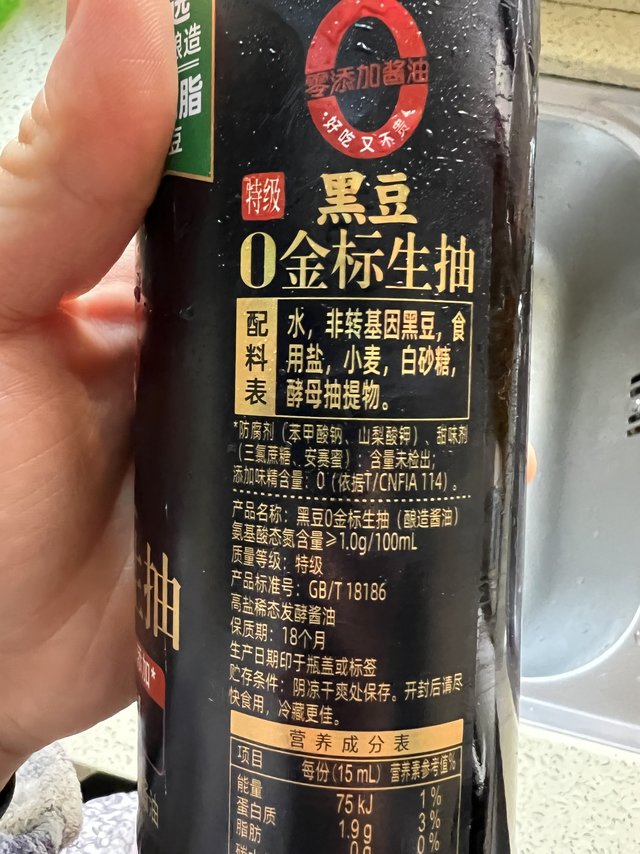 选
酿造
脂
豆
零添加酱油
好吃又不贵
特级
黑豆
0金标生抽
配料表
水，非转基因黑豆，食
用盐，小麦，白砂糖，
酵母抽提物。
*防腐剂（苯甲酸钠、山梨酸钾）、甜味剂
（三氯蔗糖、安赛蜜）：含量未检出；
添加味精含量：0（依据T/CNFIA 114）。
产品名称：黑豆0金标生抽（酿造酱油）
氨基酸态氮含量≥1.0g/100mL
质量等级：特级
产品标准号：GB/T 18186
高盐稀态发酵酱油
保质期：18个月
生产日期印于瓶盖或标签
贮存条件：阴凉干爽处保存。开封后请尽
快食用，冷藏更佳。
营养成分表
项目 每份(15 mL) 营养素参考值%
能量 75 kJ 1%
蛋白质 1.9 g 3%
脂肪 0 g 0%
抽
加*
油